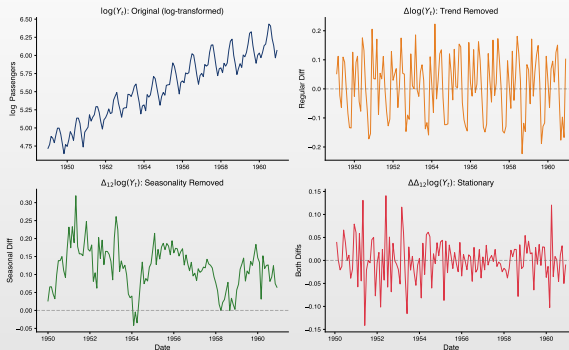 log(Yₜ): Original (log-transformed)
log Passengers
6.50
6.25
6.00
5.75
5.50
5.25
5.00
4.75
1950 1952 1954 1956 1958 1960
Δlog(Yₜ): Trend Removed
Regular Diff
0.2
0.1
0.0
−0.1
−0.2
1950 1952 1954 1956 1958 1960
Δ₁₂log(Yₜ): Seasonality Removed
Seasonal Diff
0.30
0.25
0.20
0.15
0.10
0.05
0.00
−0.05
1950 1952 1954 1956 1958 1960
Date
ΔΔ₁₂log(Yₜ): Stationary
Both Diffs
0.15
0.10
0.05
0.00
−0.05
−0.10
−0.15
1950 1952 1954 1956 1958 1960
Date